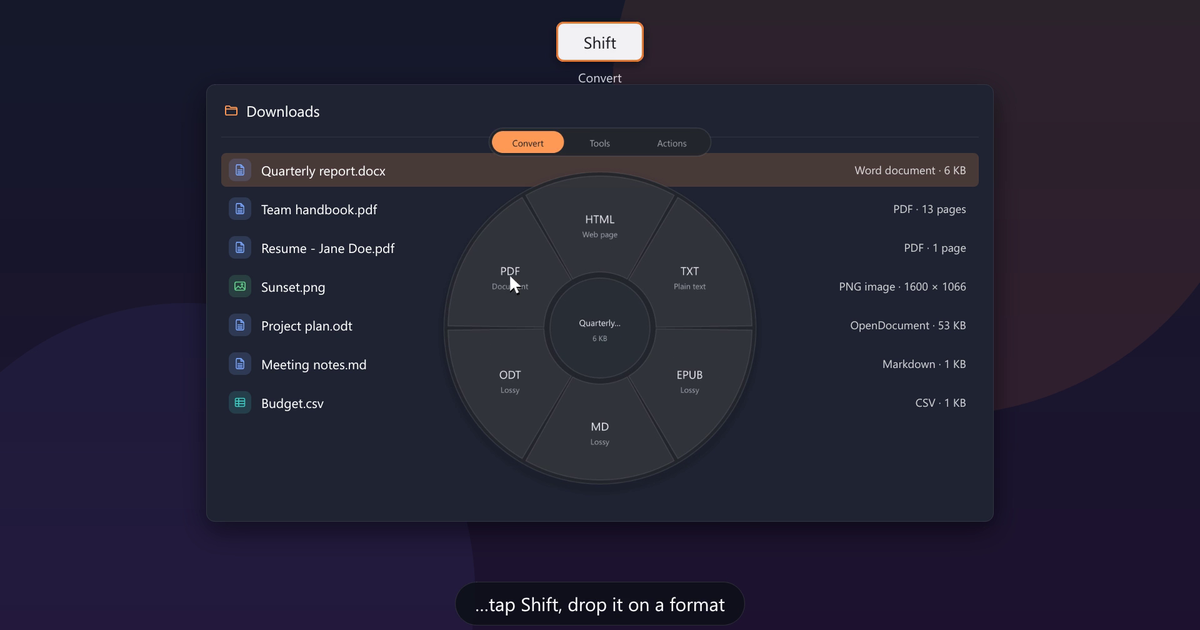 Shift
Convert
Downloads
Convert Tools Actions
Quarterly report.docx Word document · 6 KB
Team handbook.pdf PDF · 13 pages
Resume - Jane Doe.pdf PDF · 1 page
Sunset.png PNG image · 1600 × 1066
Project plan.odt OpenDocument · 53 KB
Meeting notes.md Markdown · 1 KB
Budget.csv CSV · 1 KB
HTML
Web page
PDF
TXT
Plain text
Quarterly...
6 KB
ODT
Lossy
EPUB
Lossy
MD
Lossy
...tap Shift, drop it on a format